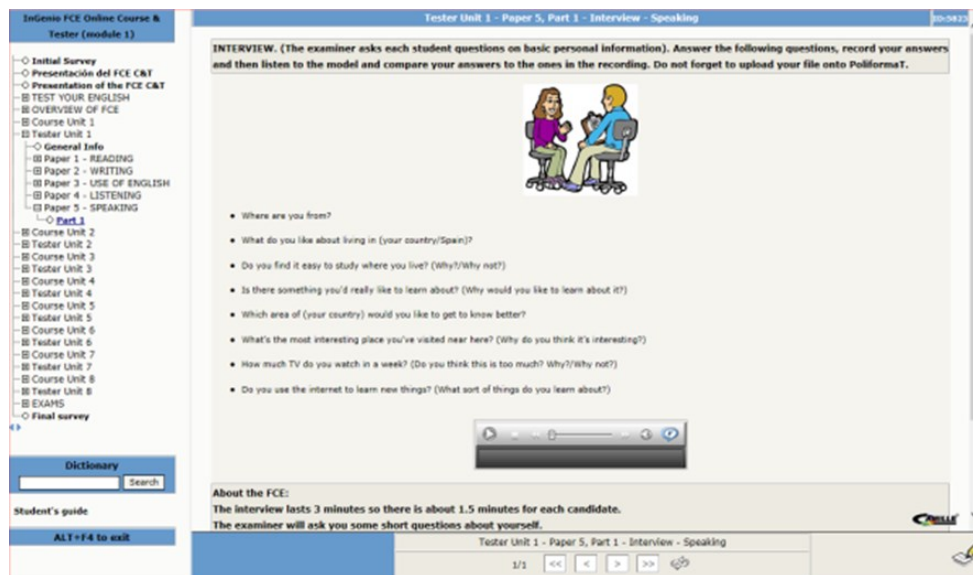 InGenio FCE Online Course &
Tester (module 1)
Initial Survey
Presentación del FCE C&T
Presentation of the FCE C&T
TEST YOUR ENGLISH
OVERVIEW OF FCE
Course Unit 1
Tester Unit 1
General Info
Paper 1 - READING
Paper 2 - WRITING
Paper 3 - USE OF ENGLISH
Paper 4 - LISTENING
Paper 5 - SPEAKING
Part 1
Course Unit 2
Tester Unit 2
Course Unit 3
Tester Unit 3
Course Unit 4
Tester Unit 4
Course Unit 5
Tester Unit 5
Course Unit 6
Tester Unit 6
Course Unit 7
Tester Unit 7
Course Unit 8
Tester Unit 8
EXAMS
Final survey
Dictionary
Search
Student's guide
ALT+F4 to exit
Tester Unit 1 - Paper 5, Part 1 - Interview - Speaking
ID:5823
INTERVIEW. (The examiner asks each student questions on basic personal information). Answer the following questions, record your answers
and then listen to the model and compare your answers to the ones in the recording. Do not forget to upload your file onto PoliformaT.
Where are you from?
What do you like about living in (your country/Spain)?
Do you find it easy to study where you live? (Why?/Why not?)
Is there something you'd really like to learn about? (Why would you like to learn about it?)
Which area of (your country) would you like to get to know better?
What's the most interesting place you've visited near here? (Why do you think it's interesting?)
How much TV do you watch in a week? (Do you think this is too much? Why?/Why not?)
Do you use the internet to learn new things? (What sort of things do you learn about?)
About the FCE:
The interview lasts 3 minutes so there is about 1.5 minutes for each candidate.
The examiner will ask you some short questions about yourself.
CAMILLE
Tester Unit 1 - Paper 5, Part 1 - Interview - Speaking
1/1 << < > >>